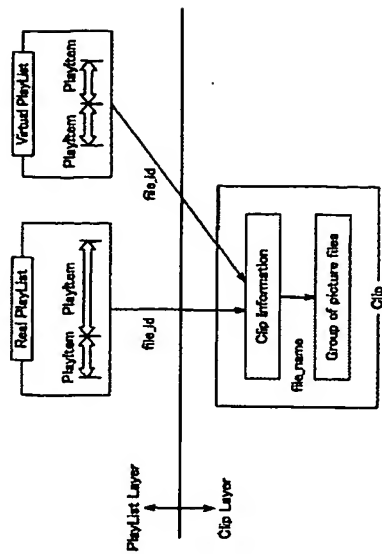 Real PlayList
PlayItem PlayItem
Virtual PlayList
PlayItem PlayItem
file_id
file_id
PlayList Layer
Clip Layer
Clip Information
file_name
Group of picture files
Clip